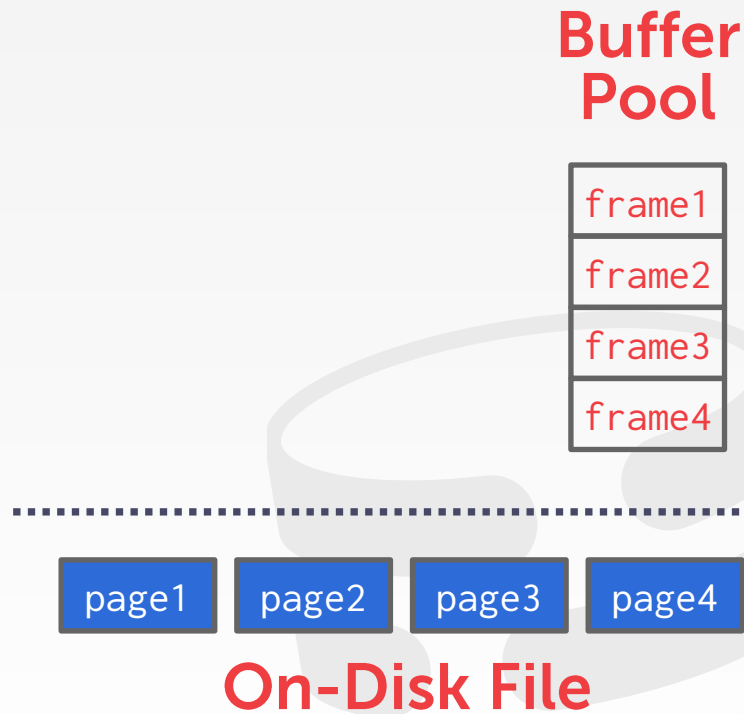 Buffer
Pool
frame1
frame2
frame3
frame4
page1 page2 page3 page4
On-Disk File